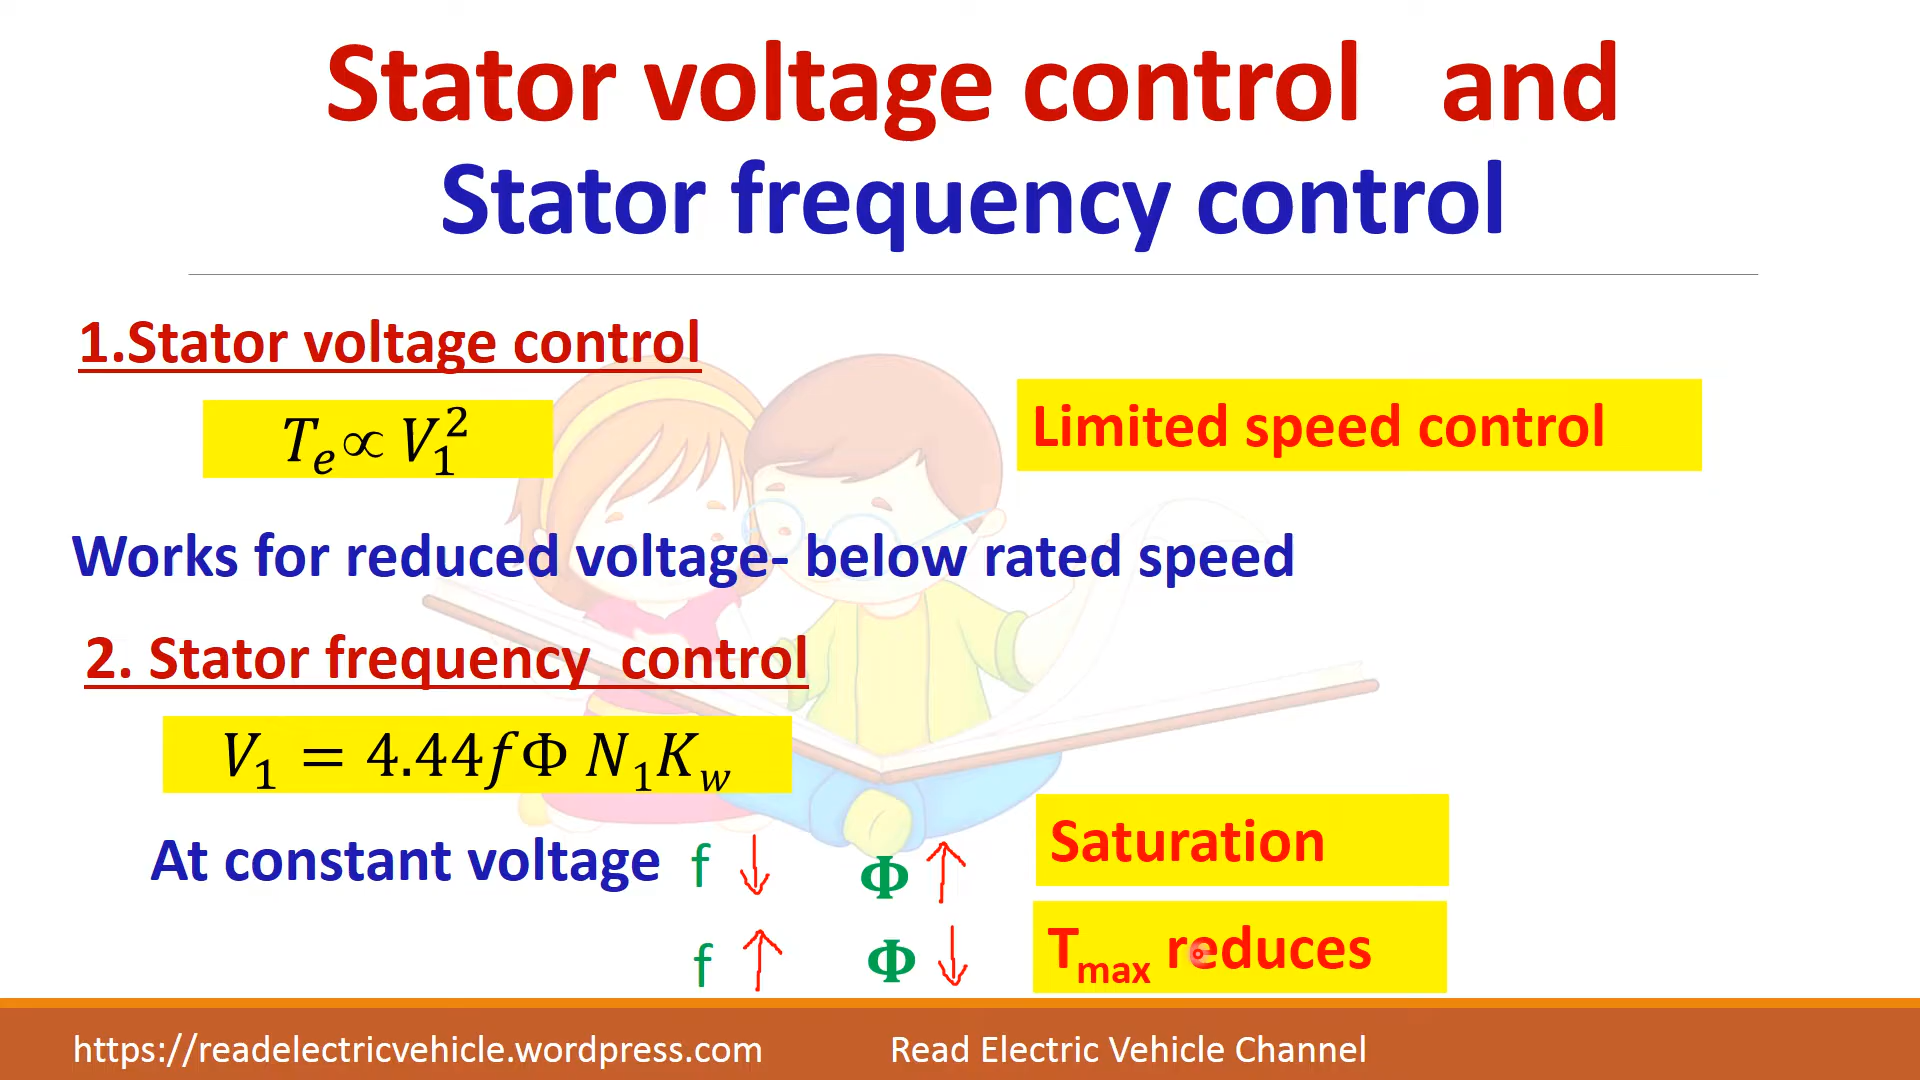 Stator voltage control and
Stator frequency control
1.Stator voltage control
Tₑ∝ V₁²
Limited speed control
Works for reduced voltage- below rated speed
2. Stator frequency control
V₁ = 4.44fΦ N₁K_w
At constant voltage f ↓ Φ ↑
Saturation
f ↑ Φ ↓
T_max reduces
https://readelectricvehicle.wordpress.com
Read Electric Vehicle Channel